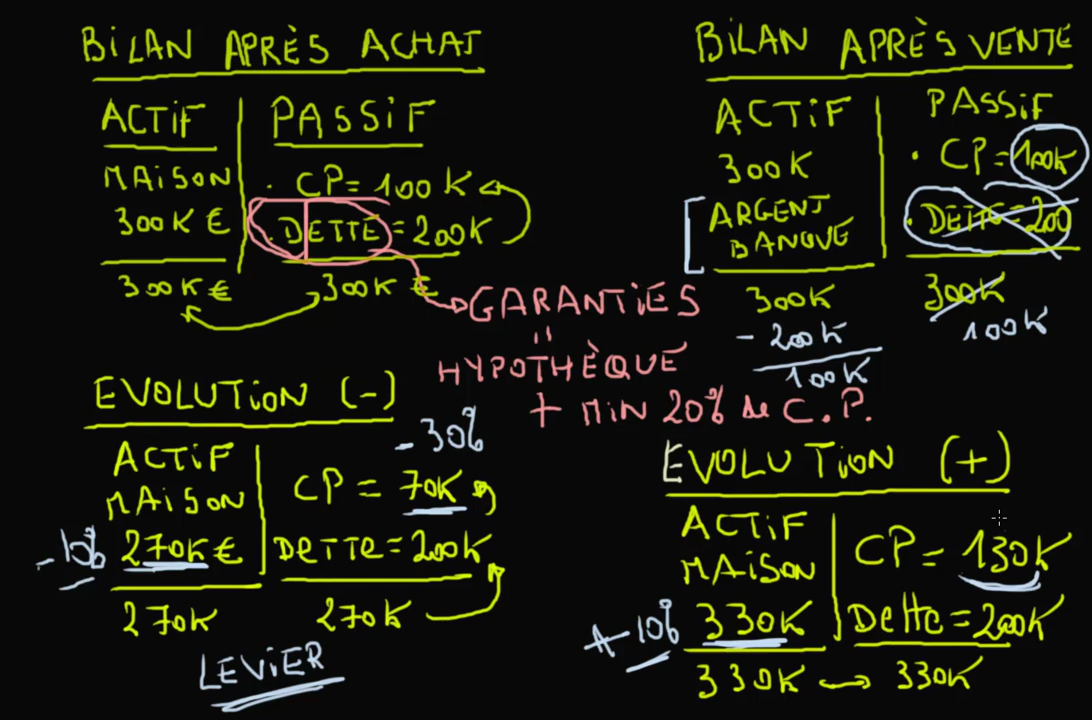 BILAN APRÈS ACHAT
ACTIF
PASSIF
MAISON
300K €
. CP = 100K
. DETTE = 200K
300K €
300K €
BILAN APRÈS VENTE
ACTIF
PASSIF
300K
ARGENT
BANQUE
. CP = 100K
. DETTE = 200
300K
- 200K
100K
300K
100K
GARANTIES
"
HYPOTHÈQUE
+ MIN 20% de C.P.
EVOLUTION (-)
ACTIF
MAISON
-10% 270K €
-30%
CP = 70K
DETTE = 200K
270K
270K
LEVIER
EVOLUTION (+)
ACTIF
MAISON
+10% 330K
CP = 130K
Dette = 200K
330K
330K